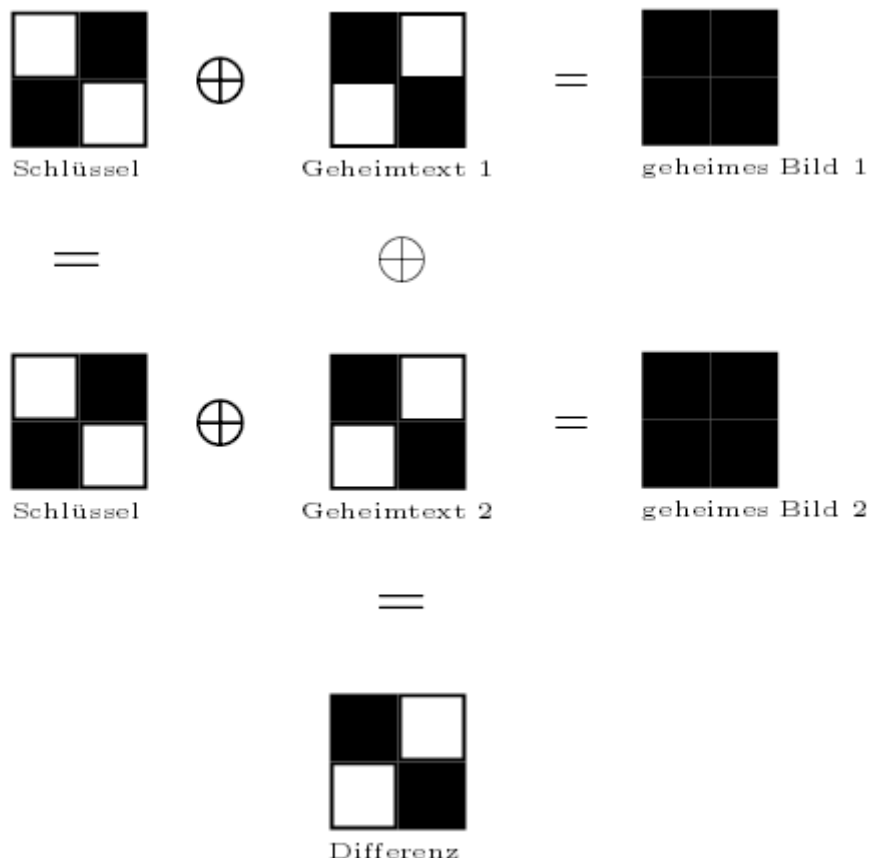 ⊕ =
Schlüssel Geheimtext 1 geheimes Bild 1
= ⊕
⊕ =
Schlüssel Geheimtext 2 geheimes Bild 2
=
Differenz